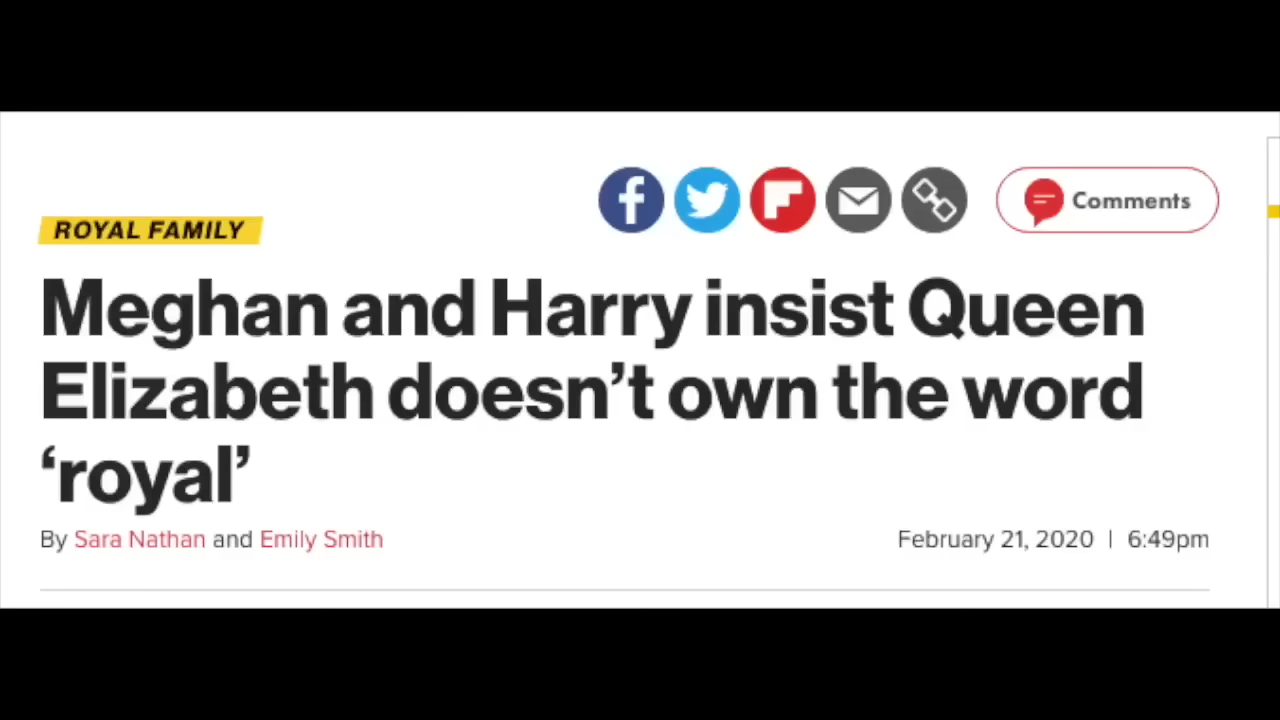 Comments
ROYAL FAMILY
Meghan and Harry insist Queen
Elizabeth doesn’t own the word
‘royal’
By Sara Nathan and Emily Smith
February 21, 2020 | 6:49pm